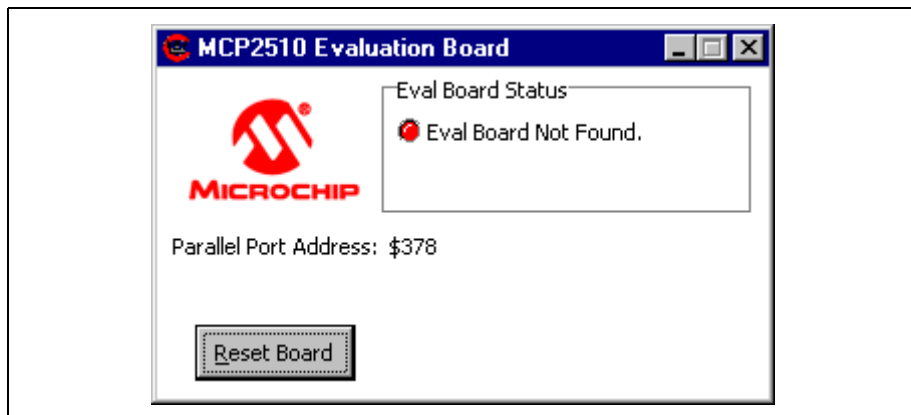 MCP2510 Evaluation Board
Eval Board Status
Eval Board Not Found.
MICROCHIP
Parallel Port Address: $378
Reset Board